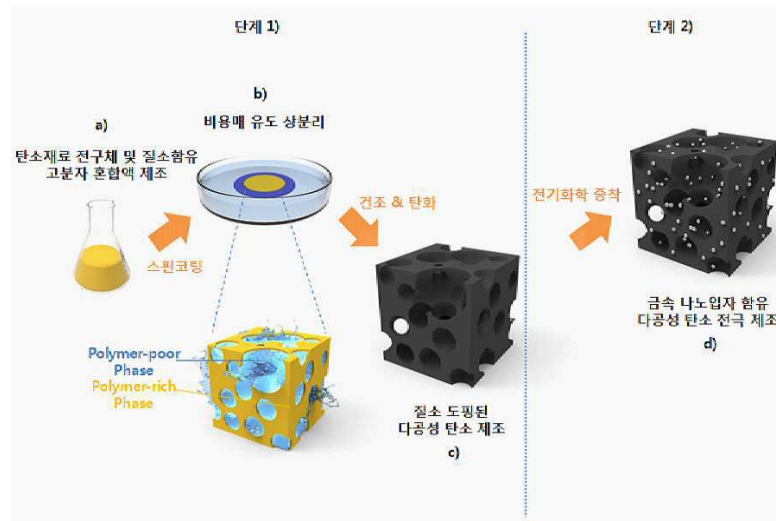 단계 1)
단계 2)
a)
탄소재료 전구체 및 질소함유
고분자 혼합액 제조
스핀코팅
b)
비용매 유도 상분리
Polymer-poor
Phase
Polymer-rich
Phase
건조 & 탄화
질소 도핑된
다공성 탄소 제조
c)
전기화학 증착
금속 나노입자 함유
다공성 탄소 전극 제조
d)